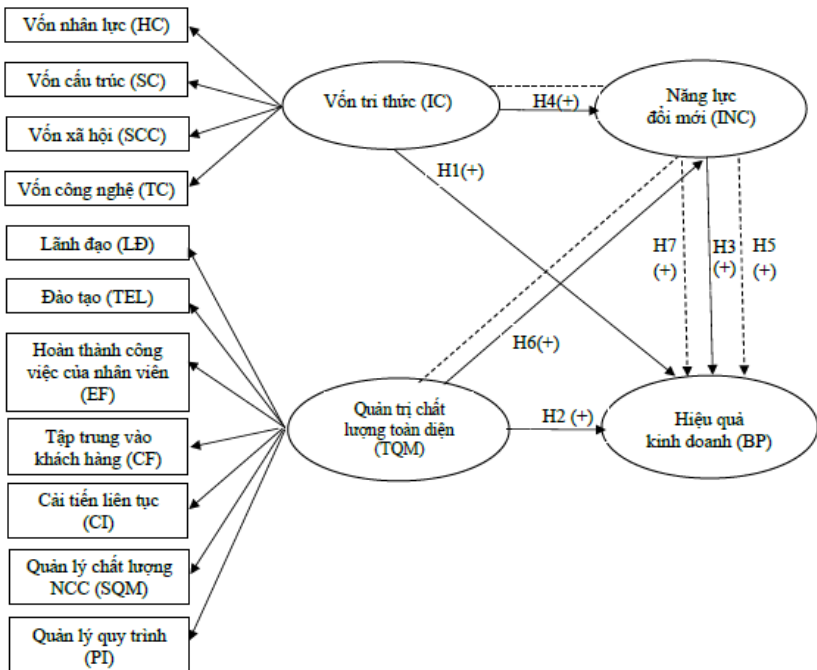 Vốn nhân lực (HC)
Vốn cấu trúc (SC)
Vốn xã hội (SCC)
Vốn công nghệ (TC)
Lãnh đạo (LĐ)
Đào tạo (TEL)
Hoàn thành công
việc của nhân viên
(EF)
Tập trung vào
khách hàng (CF)
Cải tiến liên tục
(CI)
Quản lý chất lượng
NCC (SQM)
Quản lý quy trình
(PI)
Vốn tri thức (IC)
H4(+)
Năng lực
đổi mới (INC)
H1(+)
H7
(+)
H3
(+)
H5
(+)
H6(+)
Quản trị chất
lượng toàn diện
(TQM)
H2 (+)
Hiệu quả
kinh doanh (BP)